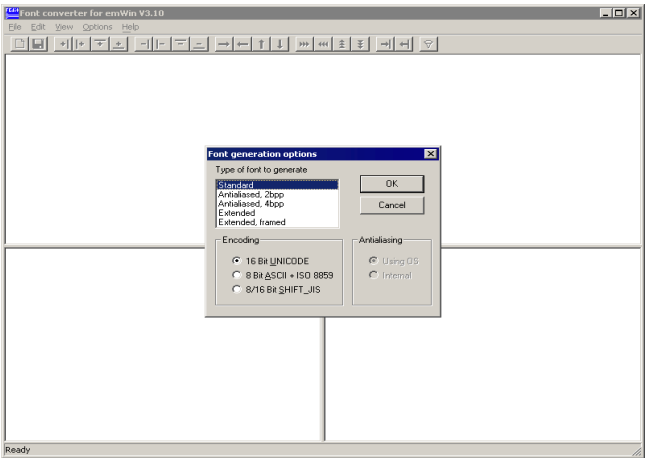 Font converter for emWin V3.10
File Edit View Options Help
Font generation options
Type of font to generate
Standard
Antialiased, 2bpp
Antialiased, 4bpp
Extended
Extended, framed
OK
Cancel
Encoding
16 Bit UNICODE
8 Bit ASCII + ISO 8859
8/16 Bit SHIFT_JIS
Antialiasing
Using OS
Internal
Ready